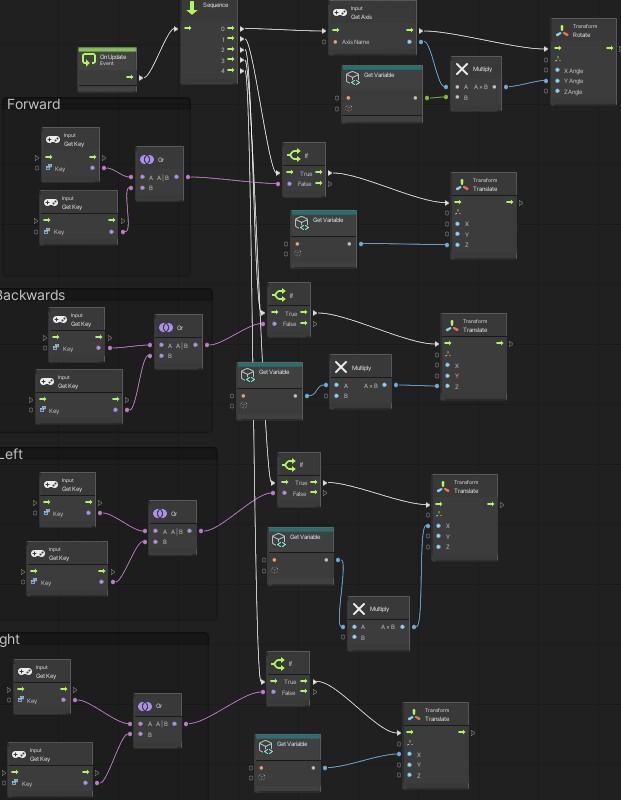 Sequence
0
1
2
3
4
On Update
Event
Input
Get Axis
Axis Name
Get Variable
Multiply
A A × B
B
Transform
Rotate
X Angle
Y Angle
Z Angle
Forward
Input
Get Key
Key
Input
Get Key
Key
Or
A A|B
B
If
True
False
Get Variable
Transform
Translate
X
Y
Z
Backwards
Input
Get Key
Key
Input
Get Key
Key
Or
A A|B
B
If
True
False
Get Variable
Multiply
A A × B
B
Transform
Translate
X
Y
Z
Left
Input
Get Key
Key
Input
Get Key
Key
Or
A A|B
B
If
True
False
Get Variable
Multiply
A A × B
B
Transform
Translate
X
Y
Z
ght
Input
Get Key
Key
Input
Get Key
Key
Or
A A|B
B
If
True
False
Get Variable
Transform
Translate
X
Y
Z